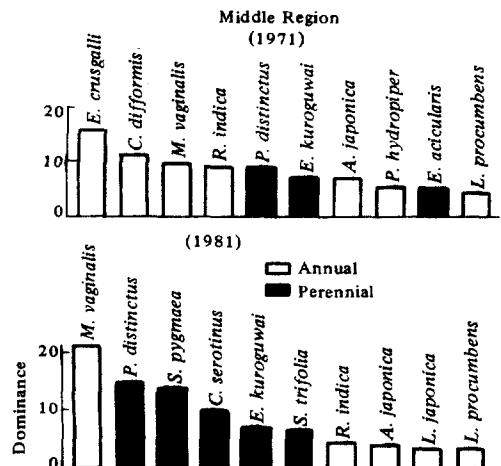 Middle Region
(1971)
E. crusgalli
C. difformis
M. vaginalis
R. indica
P. distinctus
E. kuroguwai
A. japonica
P. hydropiper
E. acicularis
L. procumbens
20
10
0
(1981)
Annual
Perennial
M. vaginalis
P. distinctus
S. pygmaea
C. serotinus
E. kuroguwai
S. trifolia
R. indica
A. japonica
L. japonica
L. procumbens
Dominance
20
10
0